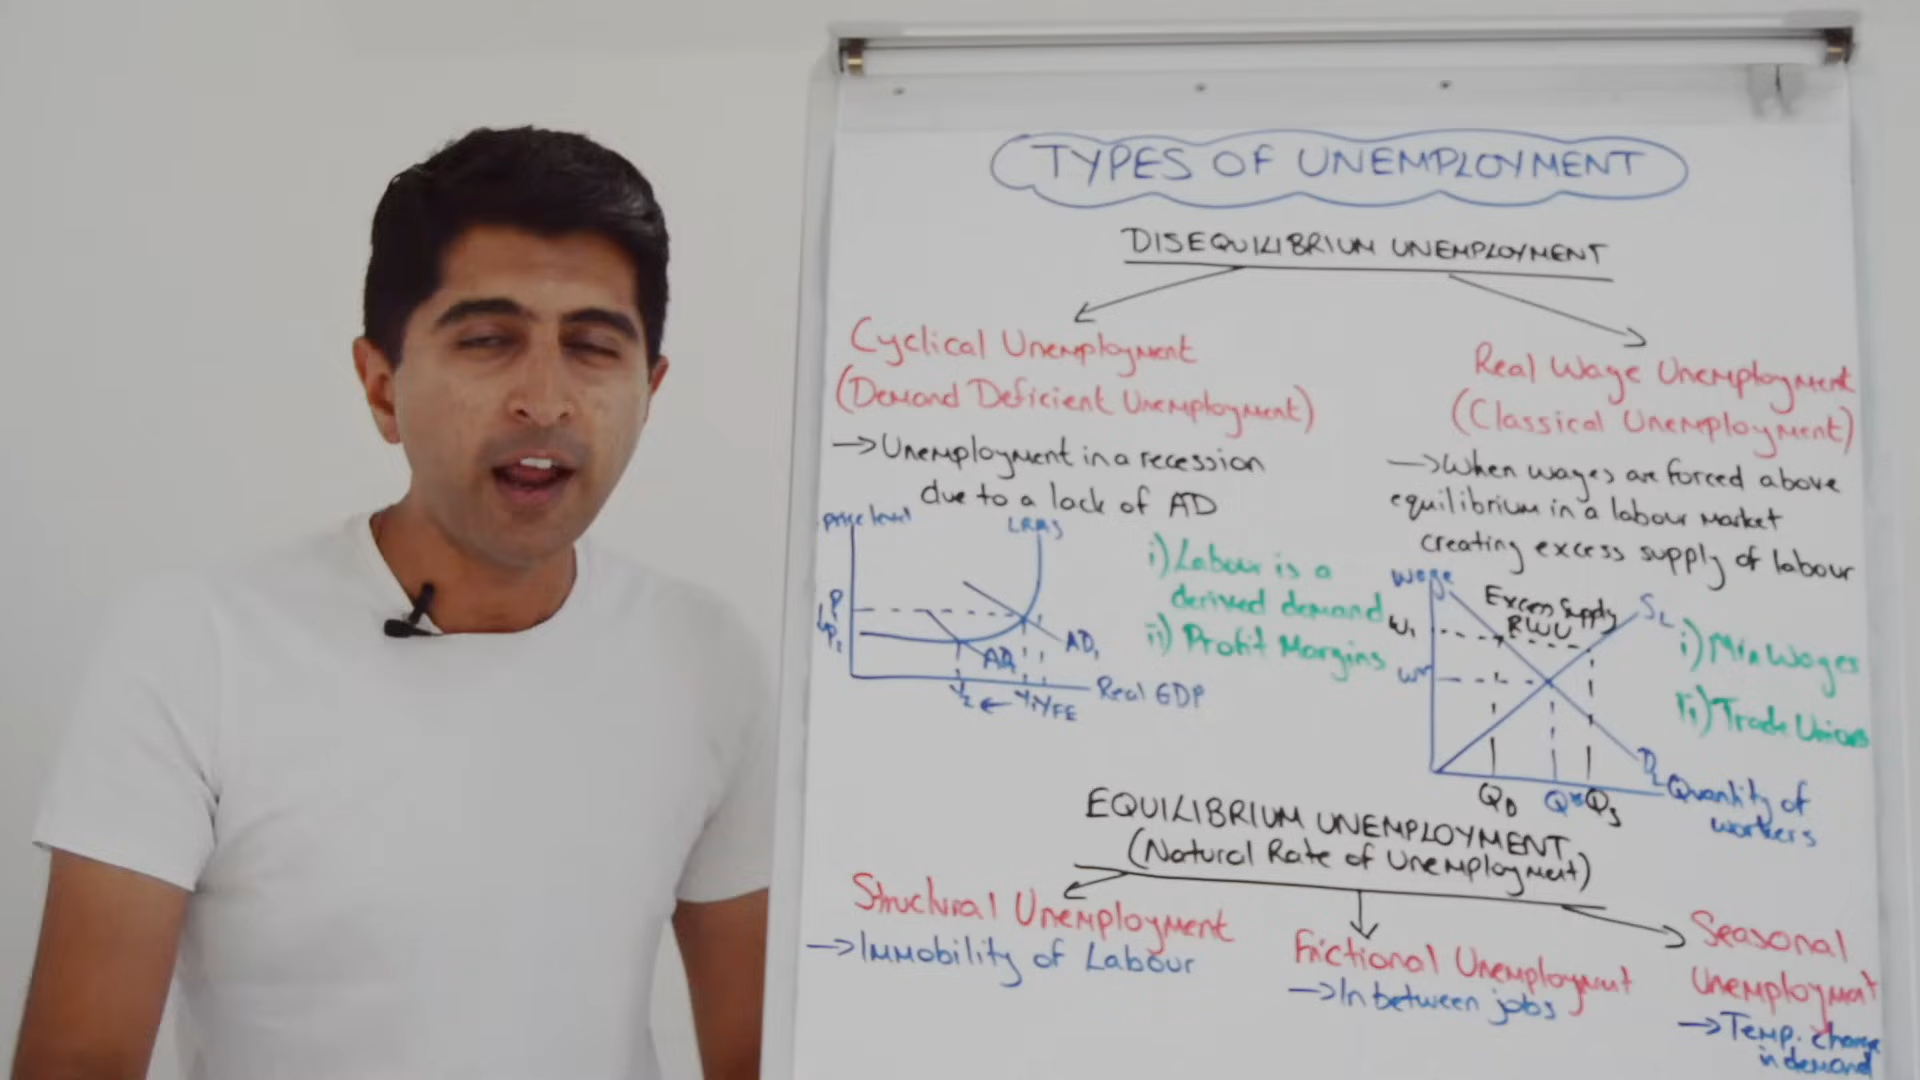 TYPES OF UNEMPLOYMENT
DISEQUILIBRIUM UNEMPLOYMENT
Cyclical Unemployment
(Demand Deficient Unemployment)
→Unemployment in a recession
due to a lack of AD
Price level
LRAS
P1
P2
AD1
AD2
Y2 ← Y1 YFE
Real GDP
i) Labour is a
derived demand
ii) Profit Margins
Real Wage Unemployment
(Classical Unemployment)
→When wages are forced above
equilibrium in a labour market
creating excess supply of labour
Wage
Excess Supply
RWU
SL
W1
W*
DL
QD Q* QS
Quantity of
workers
i) Min Wages
ii) Trade Unions
EQUILIBRIUM UNEMPLOYMENT
(Natural Rate of Unemployment)
Structural Unemployment
→Immobility of Labour
Frictional Unemployment
→In between jobs
Seasonal
Unemployment
→Temp. change
in demand